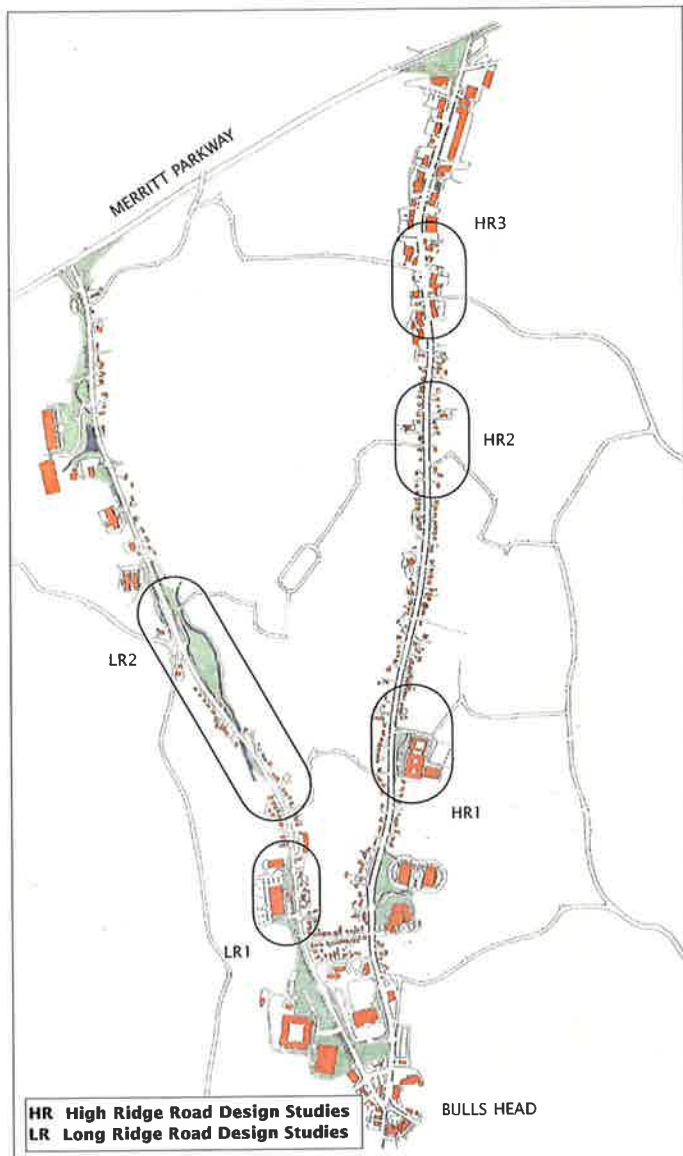 MERRITT PARKWAY
HR3
HR2
LR2
HR1
LR1
BULLS HEAD
HR High Ridge Road Design Studies
LR Long Ridge Road Design Studies